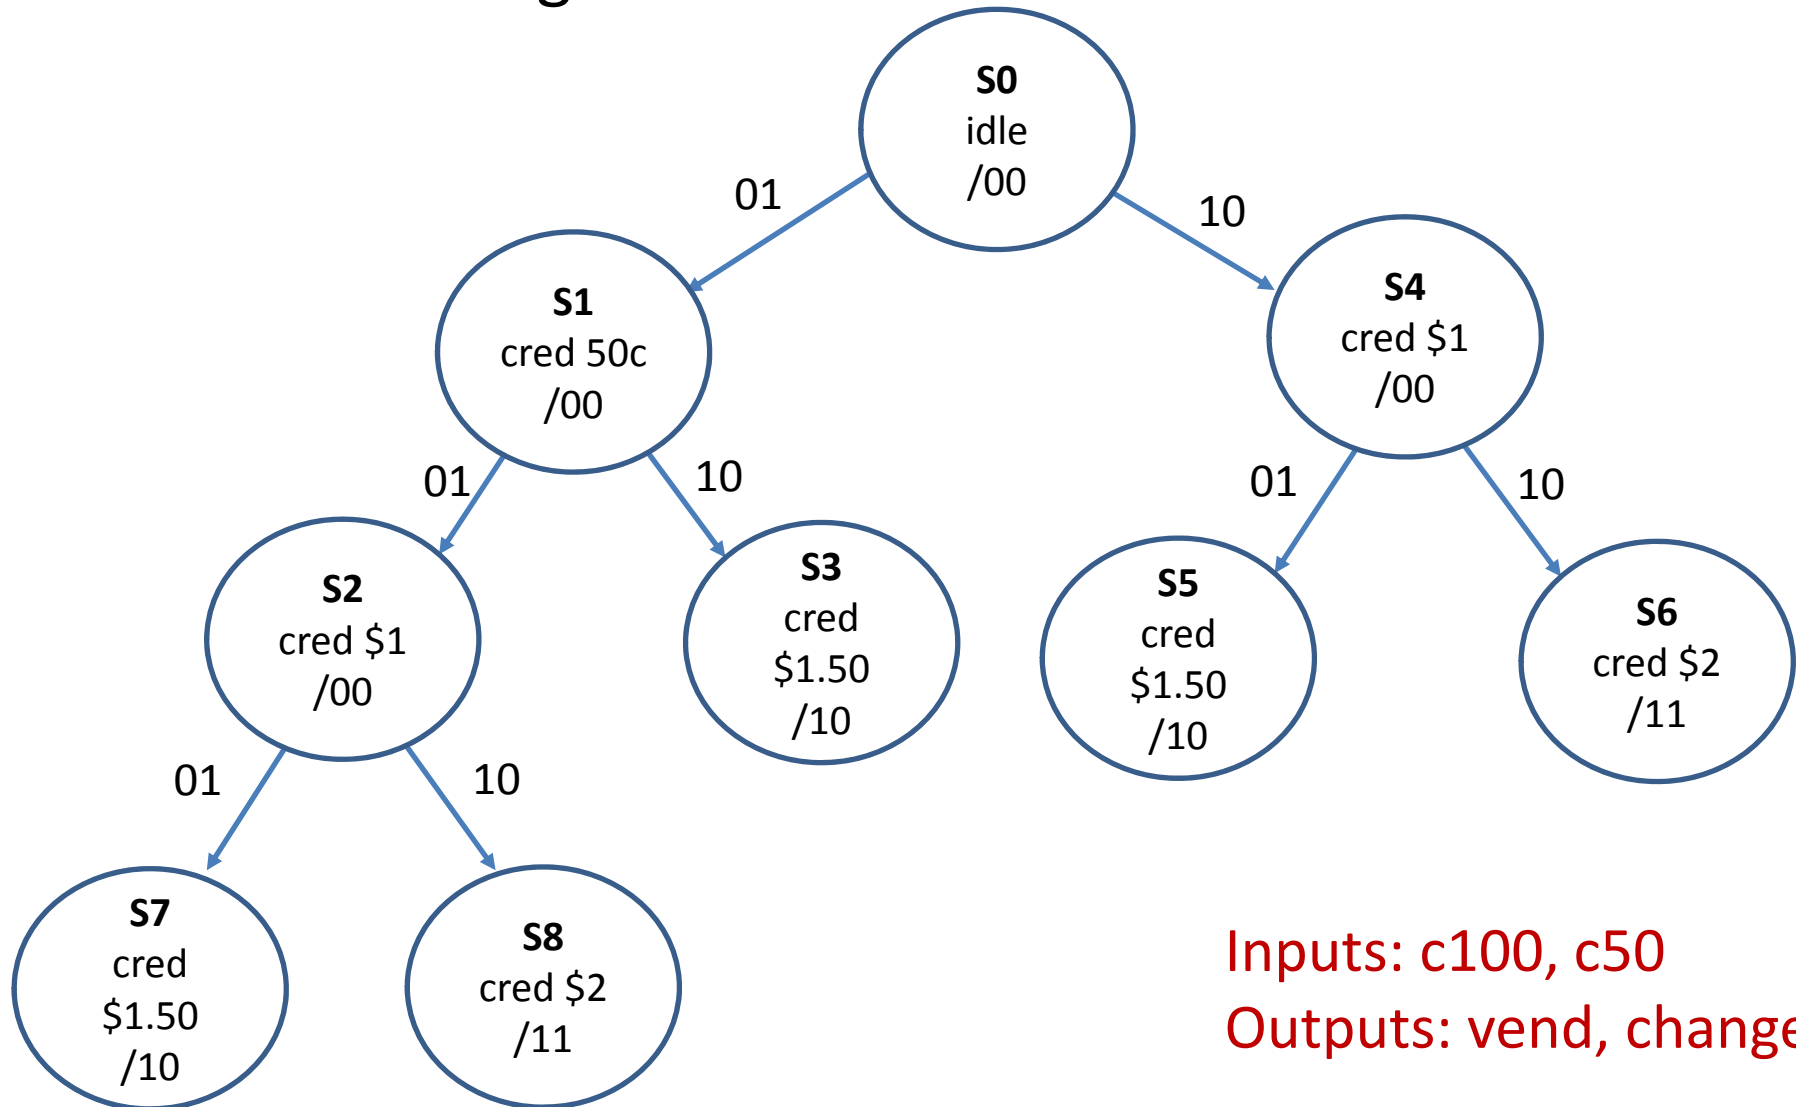 g
S0
idle
/00
01
10
S1
cred 50c
/00
S4
cred $1
/00
01
10
01
10
S2
cred $1
/00
S3
cred
$1.50
/10
S5
cred
$1.50
/10
S6
cred $2
/11
01
10
S7
cred
$1.50
/10
S8
cred $2
/11
Inputs: c100, c50
Outputs: vend, change